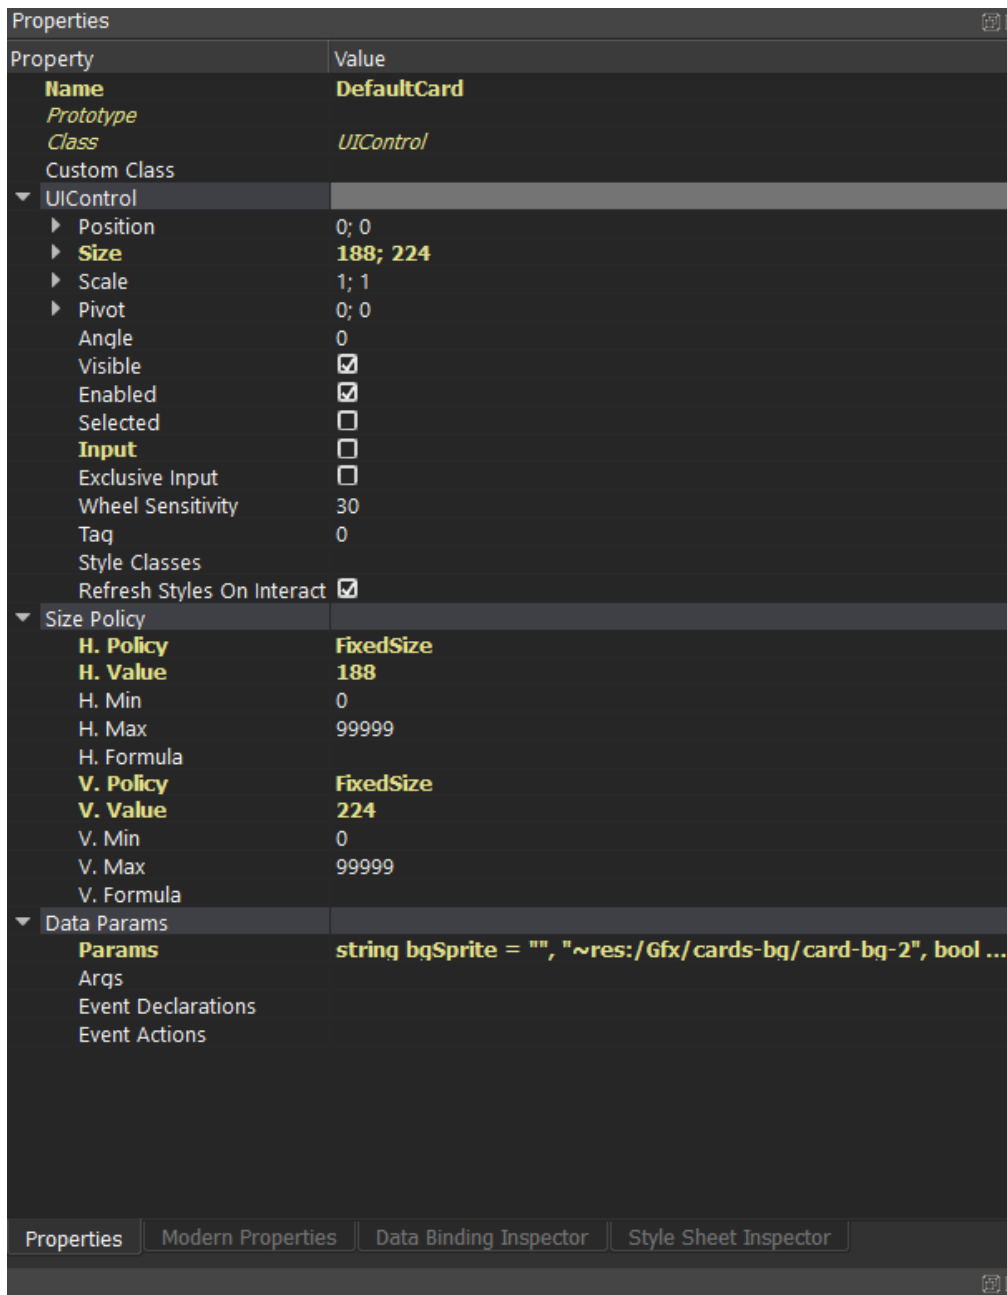 Properties
Property Value
Name DefaultCard
Prototype
Class UIControl
Custom Class
UIControl
Position 0; 0
Size 188; 224
Scale 1; 1
Pivot 0; 0
Angle 0
Visible
Enabled
Selected
Input
Exclusive Input
Wheel Sensitivity 30
Tag 0
Style Classes
Refresh Styles On Interact
Size Policy
H. Policy FixedSize
H. Value 188
H. Min 0
H. Max 99999
H. Formula
V. Policy FixedSize
V. Value 224
V. Min 0
V. Max 99999
V. Formula
Data Params
Params string bgSprite = "", "~res:/Gfx/cards-bg/card-bg-2", bool ...
Args
Event Declarations
Event Actions
Properties Modern Properties Data Binding Inspector Style Sheet Inspector